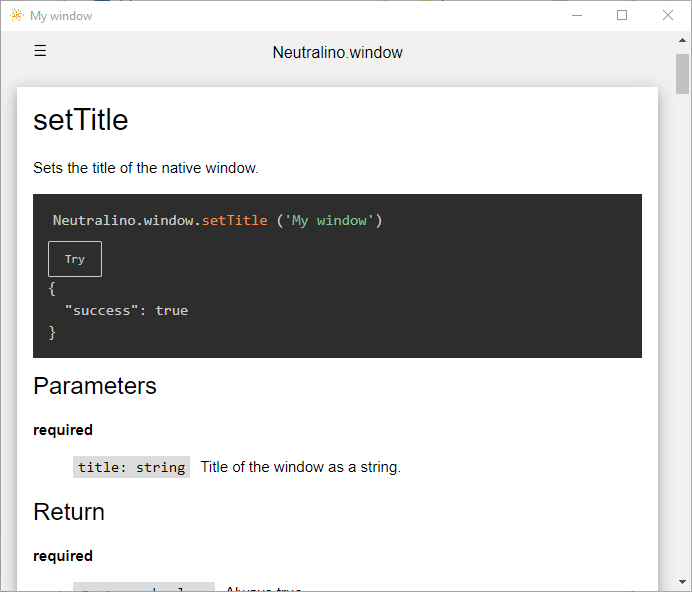 My window
Neutralino.window
setTitle
Sets the title of the native window.
Neutralino.window.setTitle ('My window')
Try
{
"success": true
}
Parameters
required
title: string Title of the window as a string.
Return
required
Always true